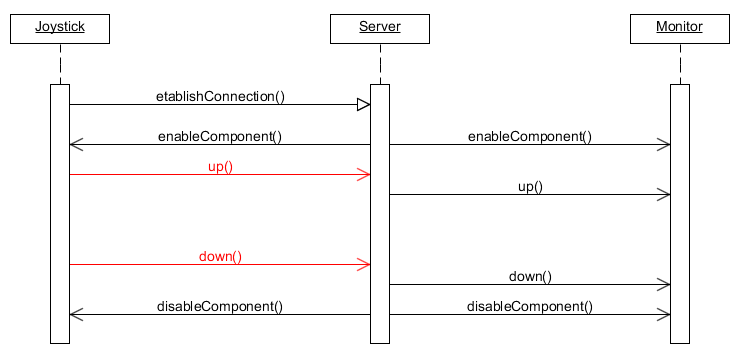 Joystick
Server
Monitor
etablishConnection()
enableComponent()
enableComponent()
up()
up()
down()
down()
disableComponent()
disableComponent()